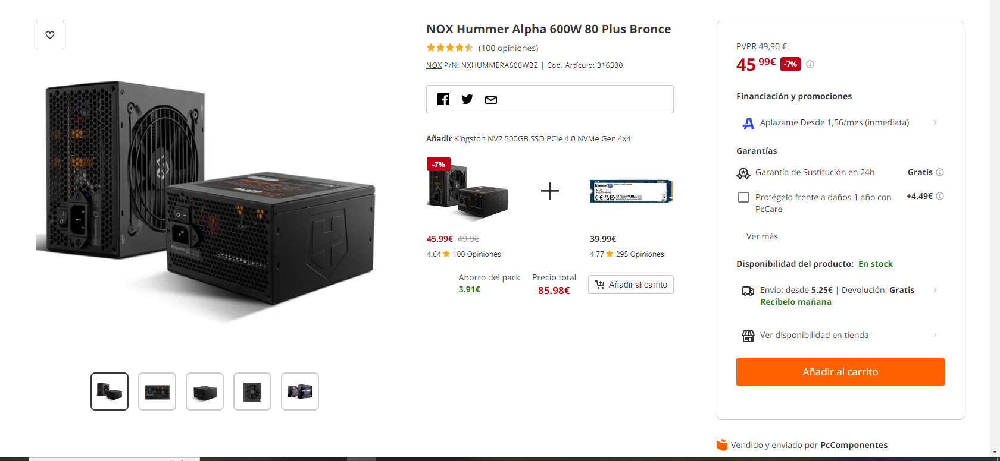 NOX Hummer Alpha 600W 80 Plus Bronce
(100 opiniones)
NOX P/N: NXHUMMERA600WBZ | Cod. Artículo: 316300
Añadir Kingston NV2 500GB SSD PCIe 4.0 NVMe Gen 4x4
-7%
Kingston
NV2
45.99€ 49.9€
4.64 100 Opiniones
39.99€
4.77 295 Opiniones
Ahorro del pack
3.91€
Precio total
85.98€
Añadir al carrito
PVPR 49,90 €
45 99€ -7%
Financiación y promociones
Aplazame Desde 1,56/mes (inmediata)
Garantías
Garantía de Sustitución en 24h Gratis
Protégelo frente a daños 1 año con +4.49€
PcCare
Ver más
Disponibilidad del producto: En stock
Envío: desde 5.25€ | Devolución: Gratis
Recíbelo mañana
Ver disponibilidad en tienda
Añadir al carrito
Vendido y enviado por PcComponentes